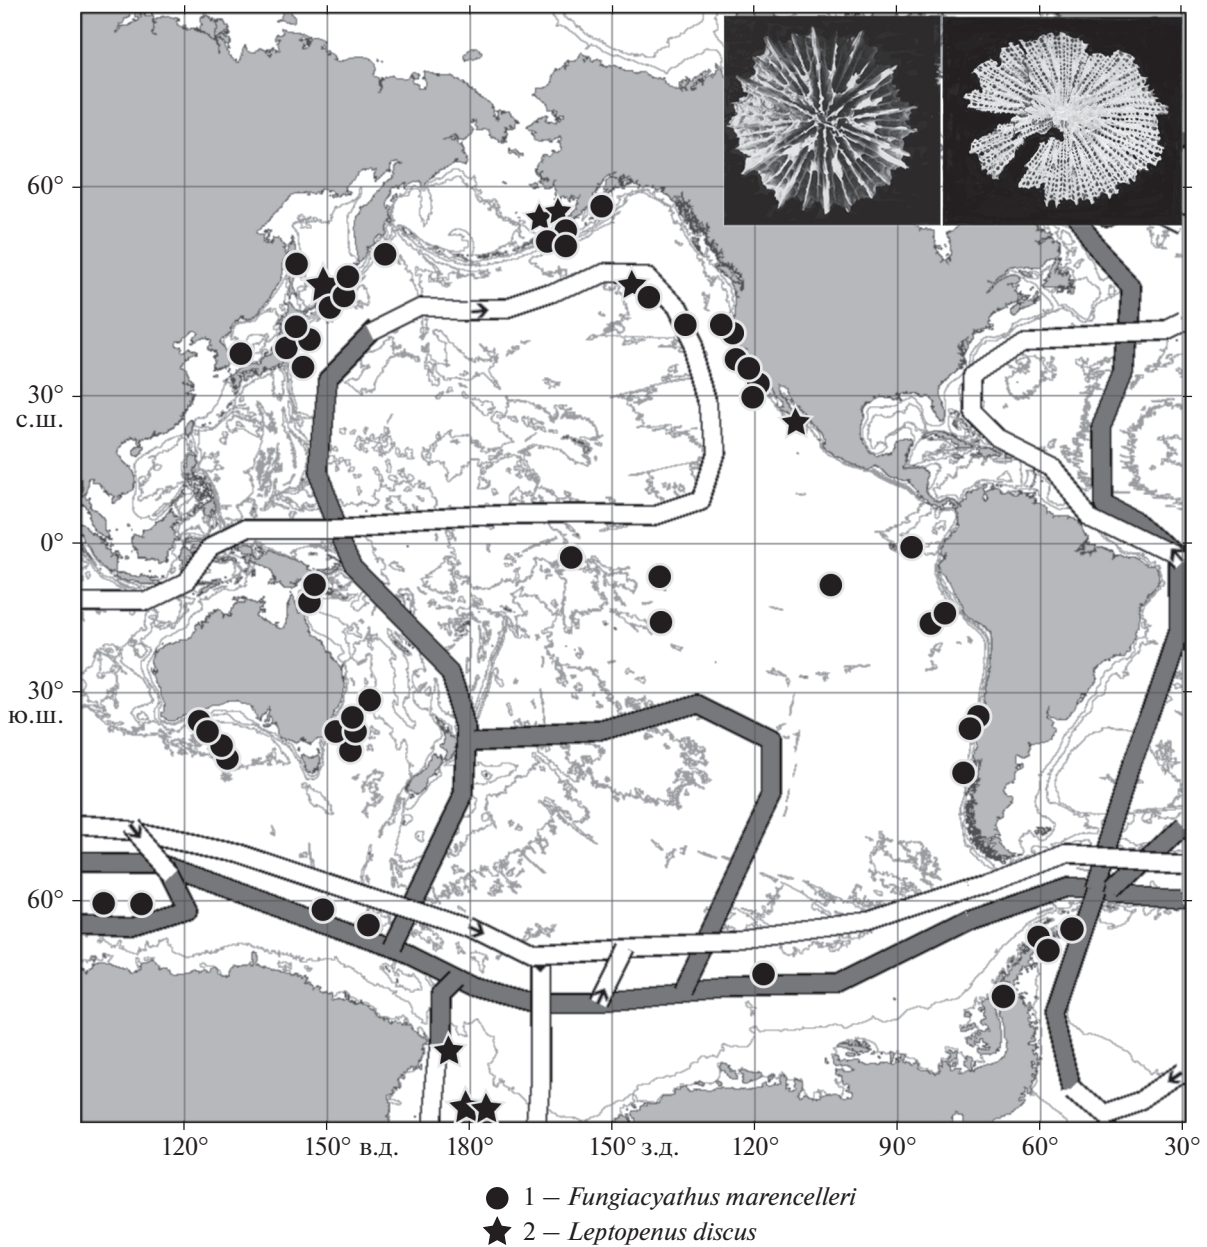 60°
30°
с.ш.
0°
30°
ю.ш.
60°
120°
150° в.д.
180°
150° з.д.
120°
90°
60°
30°
1 – Fungiacyathus marencelleri
2 – Leptopenus discus